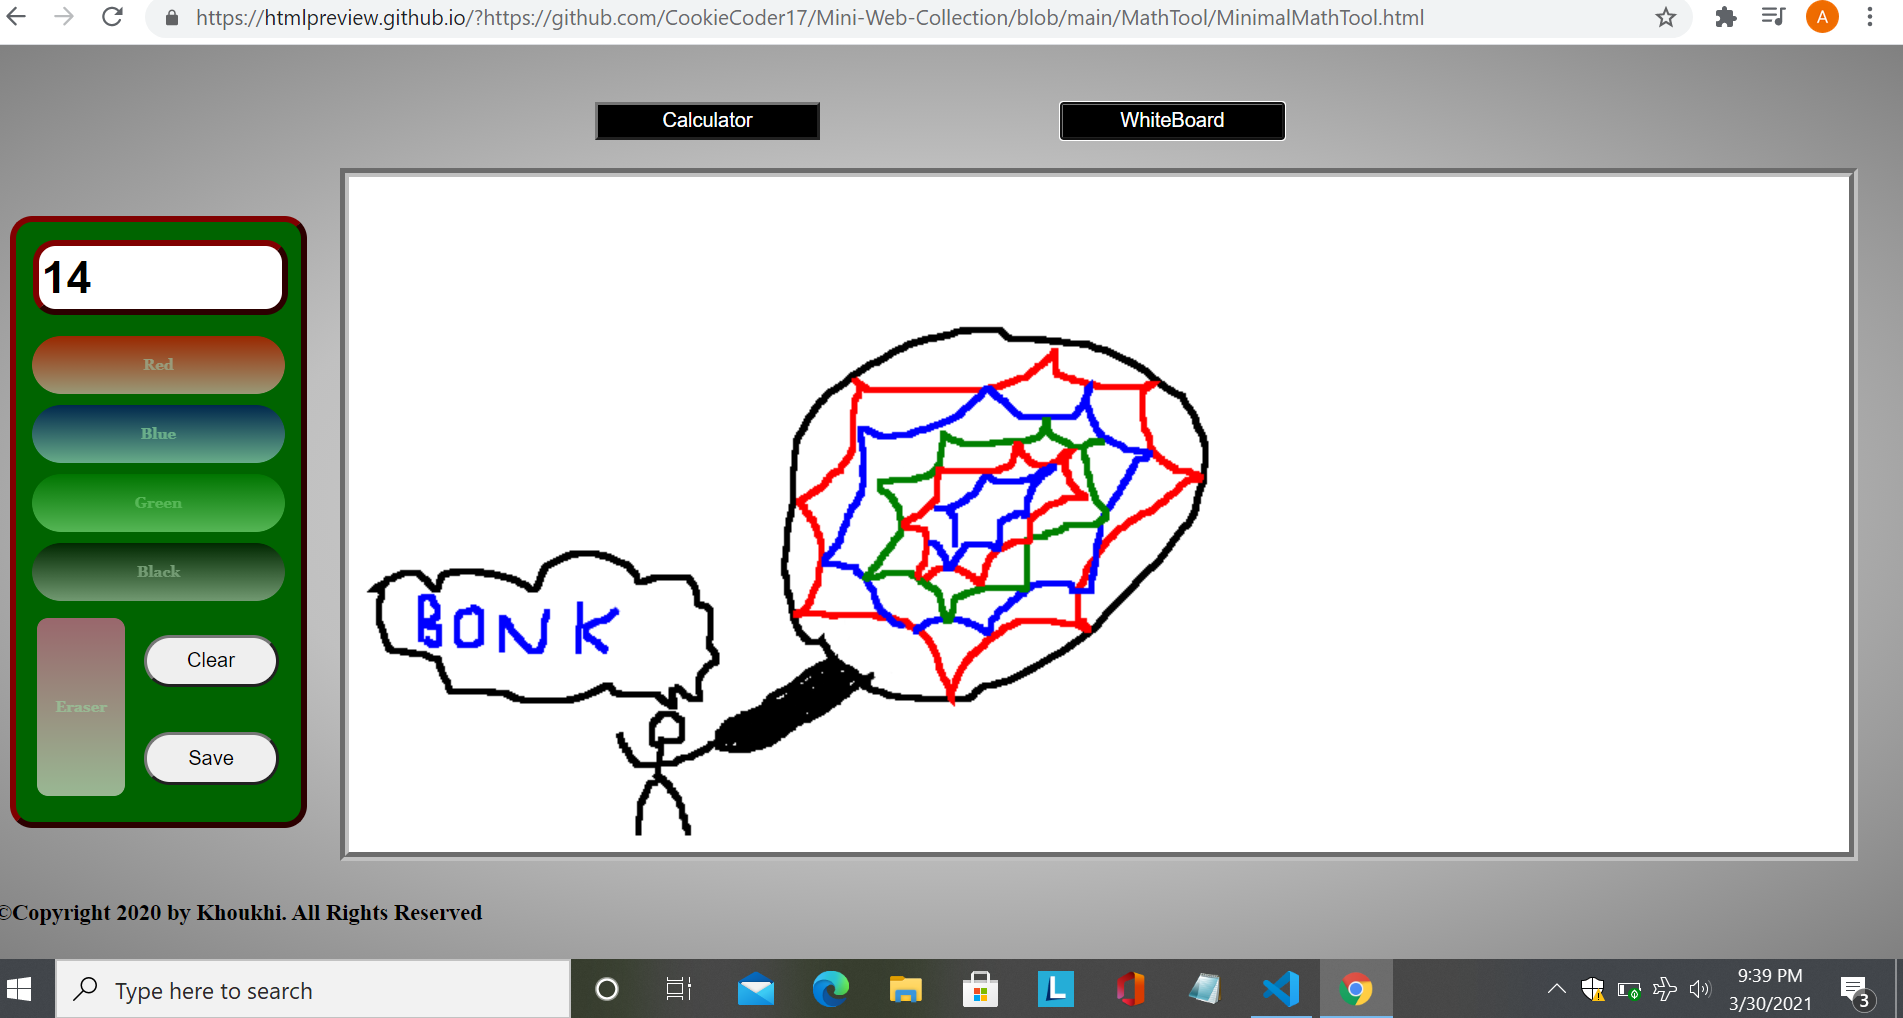 https://htmlpreview.github.io/?https://github.com/CookieCoder17/Mini-Web-Collection/blob/main/MathTool/MinimalMathTool.html
A
Calculator
WhiteBoard
14
Red
Blue
Green
Black
Eraser
Clear
Save
BONK
©Copyright 2020 by Khoukhi. All Rights Reserved
Type here to search
L
9:39 PM
3/30/2021
3